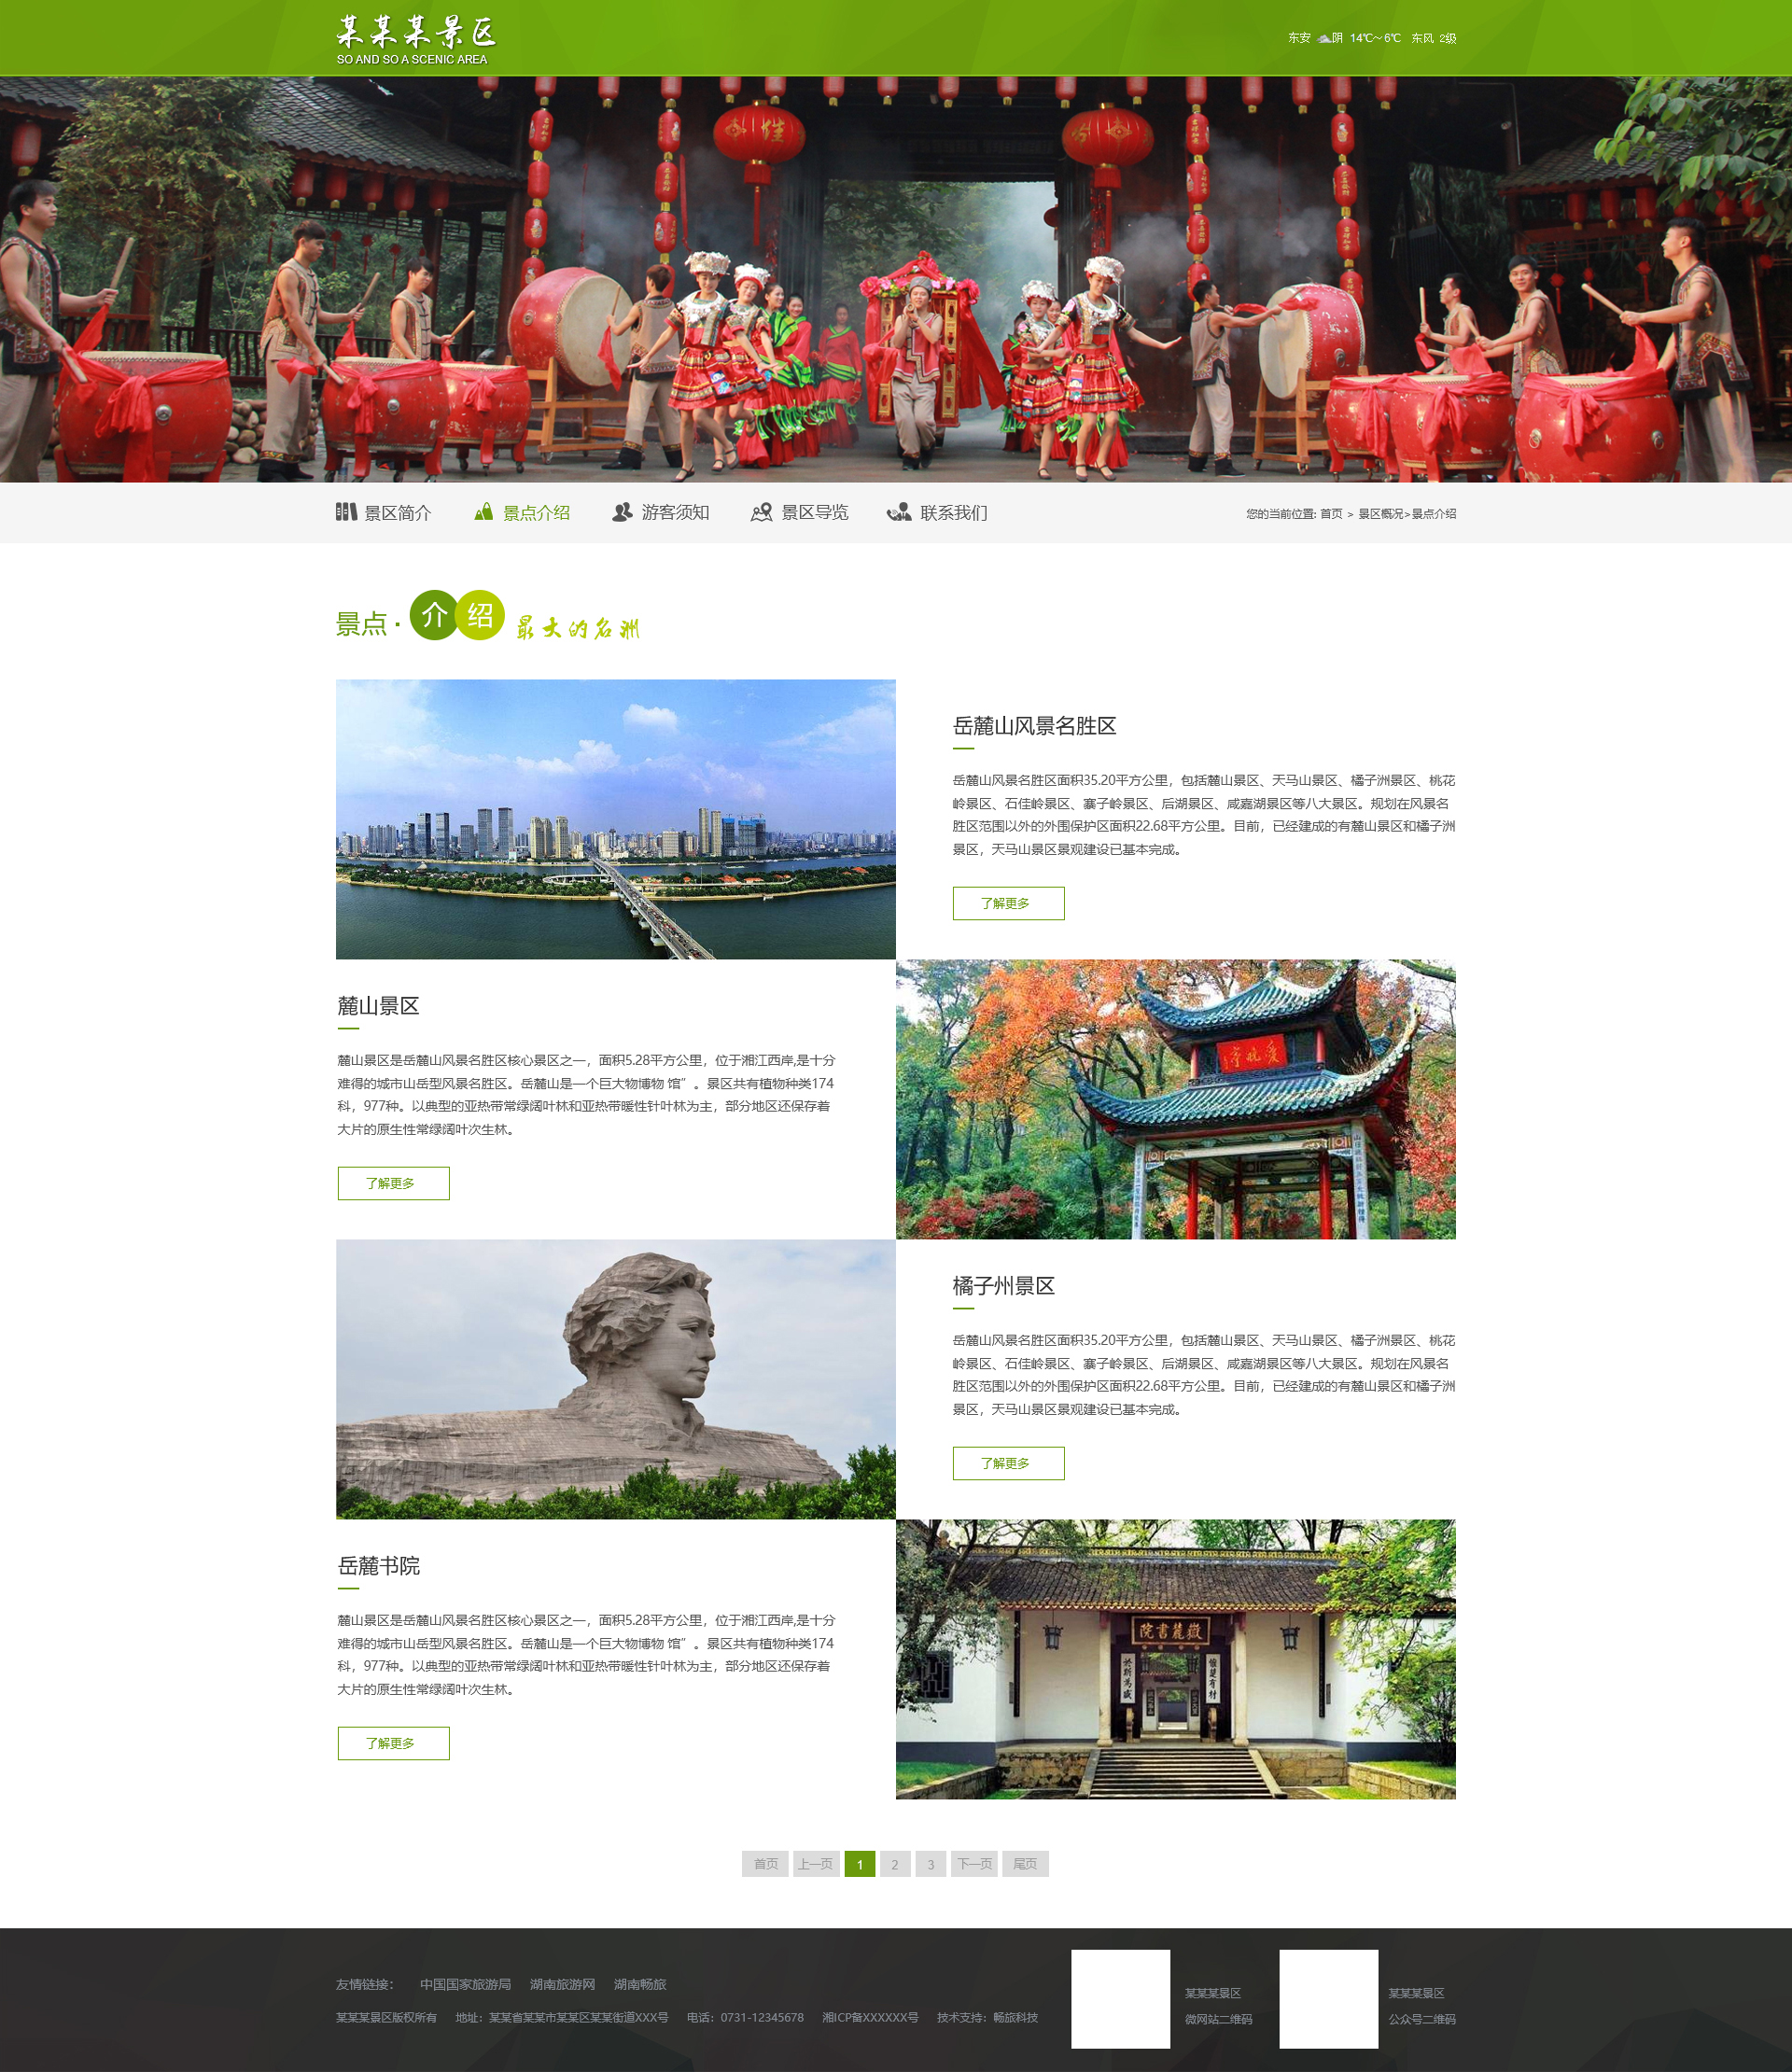 某某某景区
SO AND SO A SCENIC AREA
东安 阴 14℃~6℃ 东风 2级
佳
景区简介 景点介绍 游客须知 景区导览 联系我们
您的当前位置: 首页 > 景区概况>景点介绍
景点·介绍 最大的名洲
岳麓山风景名胜区
岳麓山风景名胜区面积35.20平方公里，包括麓山景区、天马山景区、橘子洲景区、桃花
岭景区、石佳岭景区、寨子岭景区、后湖景区、咸嘉湖景区等八大景区。规划在风景名
胜区范围以外的外围保护区面积22.68平方公里。目前，已经建成的有麓山景区和橘子洲
景区，天马山景区景观建设已基本完成。
了解更多
麓山景区
麓山景区是岳麓山风景名胜区核心景区之一，面积5.28平方公里，位于湘江西岸,是十分
难得的城市山岳型风景名胜区。岳麓山是一个巨大物博物 馆”。景区共有植物种类174
科，977种。以典型的亚热带常绿阔叶林和亚热带暖性针叶林为主，部分地区还保存着
大片的原生性常绿阔叶次生林。
了解更多
愛晚亭
橘子州景区
岳麓山风景名胜区面积35.20平方公里，包括麓山景区、天马山景区、橘子洲景区、桃花
岭景区、石佳岭景区、寨子岭景区、后湖景区、咸嘉湖景区等八大景区。规划在风景名
胜区范围以外的外围保护区面积22.68平方公里。目前，已经建成的有麓山景区和橘子洲
景区，天马山景区景观建设已基本完成。
了解更多
岳麓书院
麓山景区是岳麓山风景名胜区核心景区之一，面积5.28平方公里，位于湘江西岸,是十分
难得的城市山岳型风景名胜区。岳麓山是一个巨大物博物 馆”。景区共有植物种类174
科，977种。以典型的亚热带常绿阔叶林和亚热带暖性针叶林为主，部分地区还保存着
大片的原生性常绿阔叶次生林。
了解更多
院書麓嶽
惟楚有材
於斯為盛
首页 上一页 1 2 3 下一页 尾页
友情链接： 中国国家旅游局 湖南旅游网 湖南畅旅
某某某景区版权所有 地址：某某省某某市某某区某某街道XXX号 电话：0731-12345678 湘ICP备XXXXXX号 技术支持：畅旅科技
某某某景区
微网站二维码
某某某景区
公众号二维码